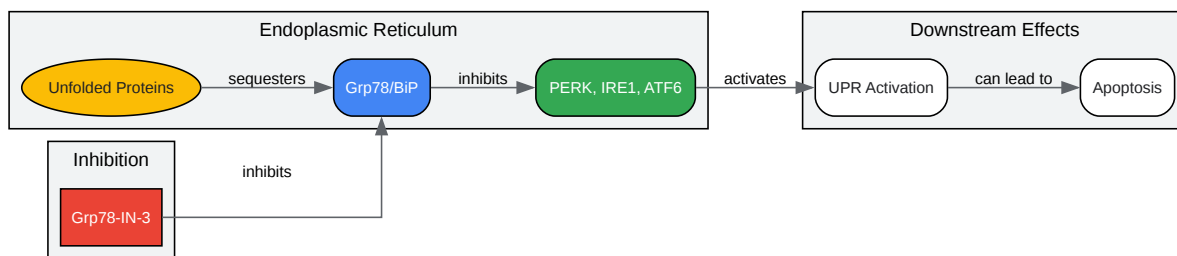 Endoplasmic Reticulum
Downstream Effects
Unfolded Proteins
sequesters
Grp78/BiP
inhibits
PERK, IRE1, ATF6
activates
UPR Activation
can lead to
Apoptosis
Inhibition
inhibits
Grp78-IN-3